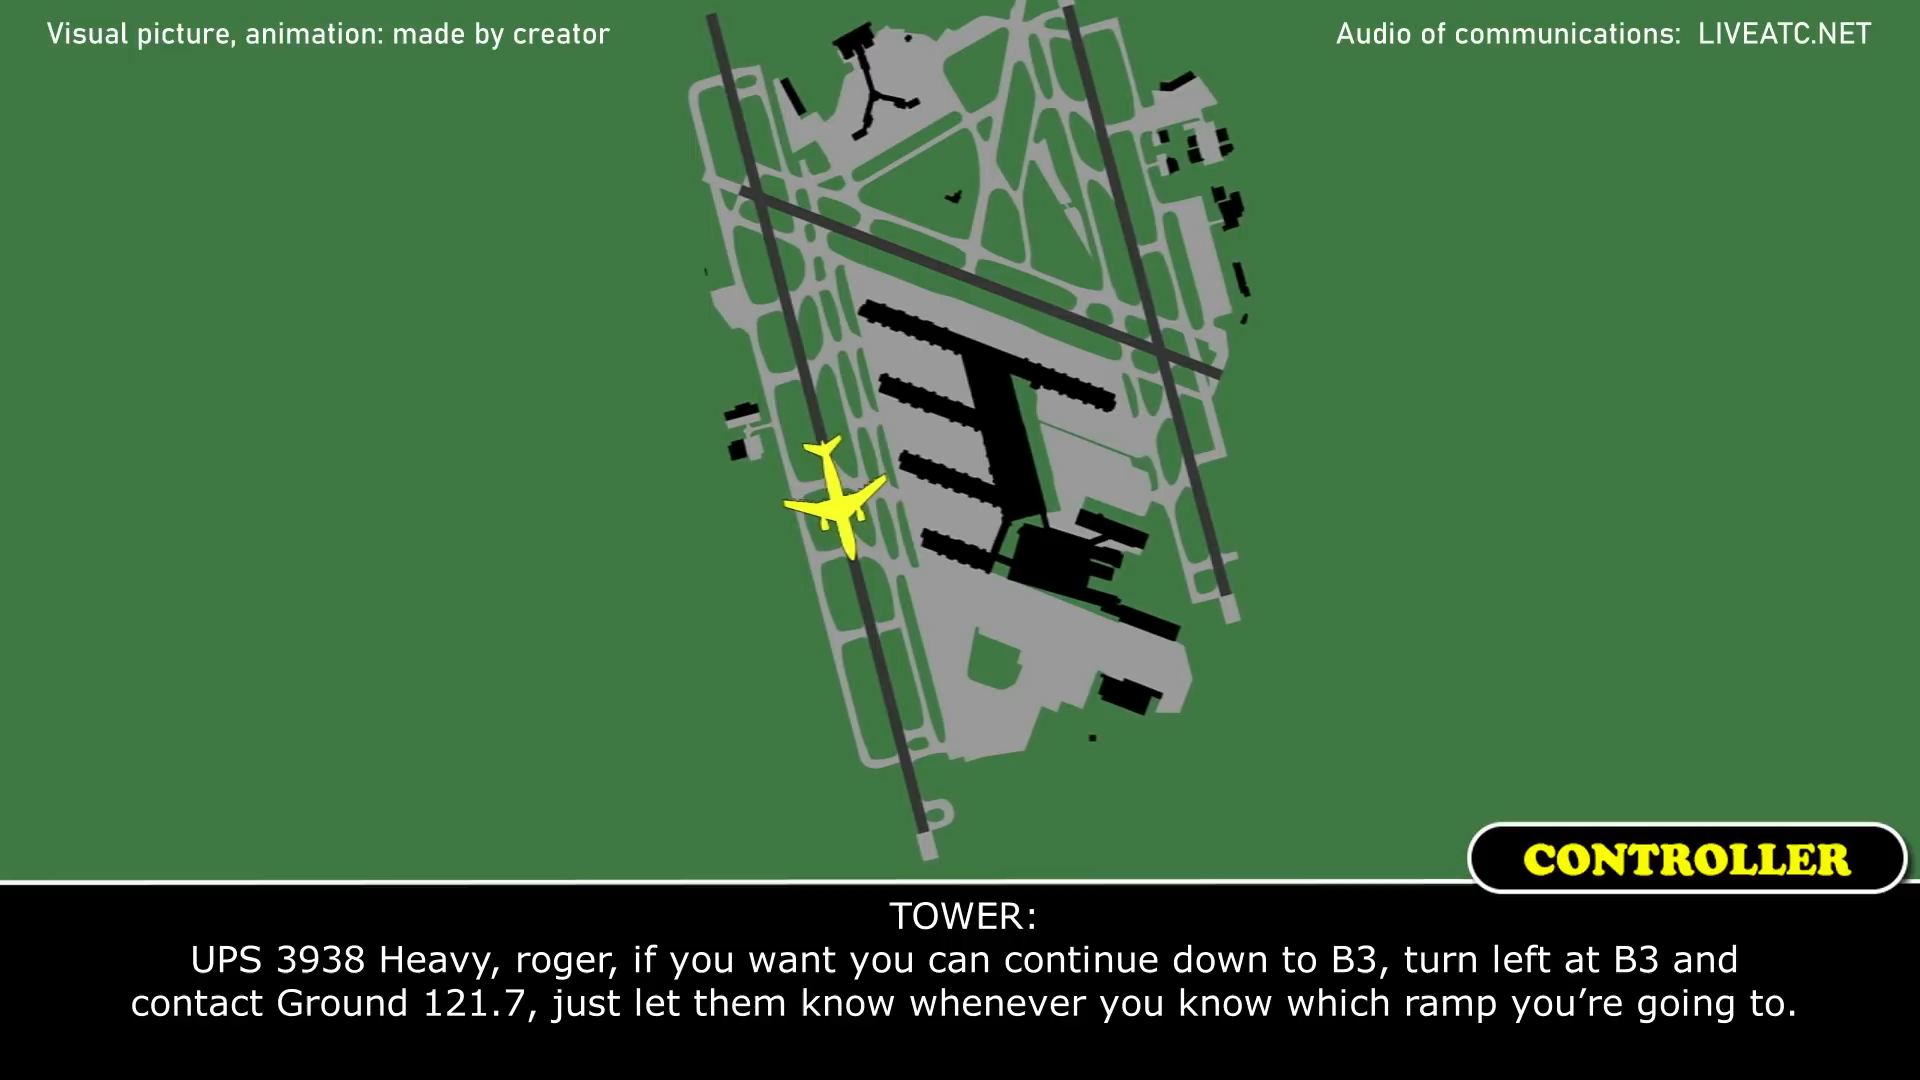 Visual picture, animation: made by creator
Audio of communications: LIVEATC.NET
CONTROLLER
TOWER:
UPS 3938 Heavy, roger, if you want you can continue down to B3, turn left at B3 and
contact Ground 121.7, just let them know whenever you know which ramp you’re going to.